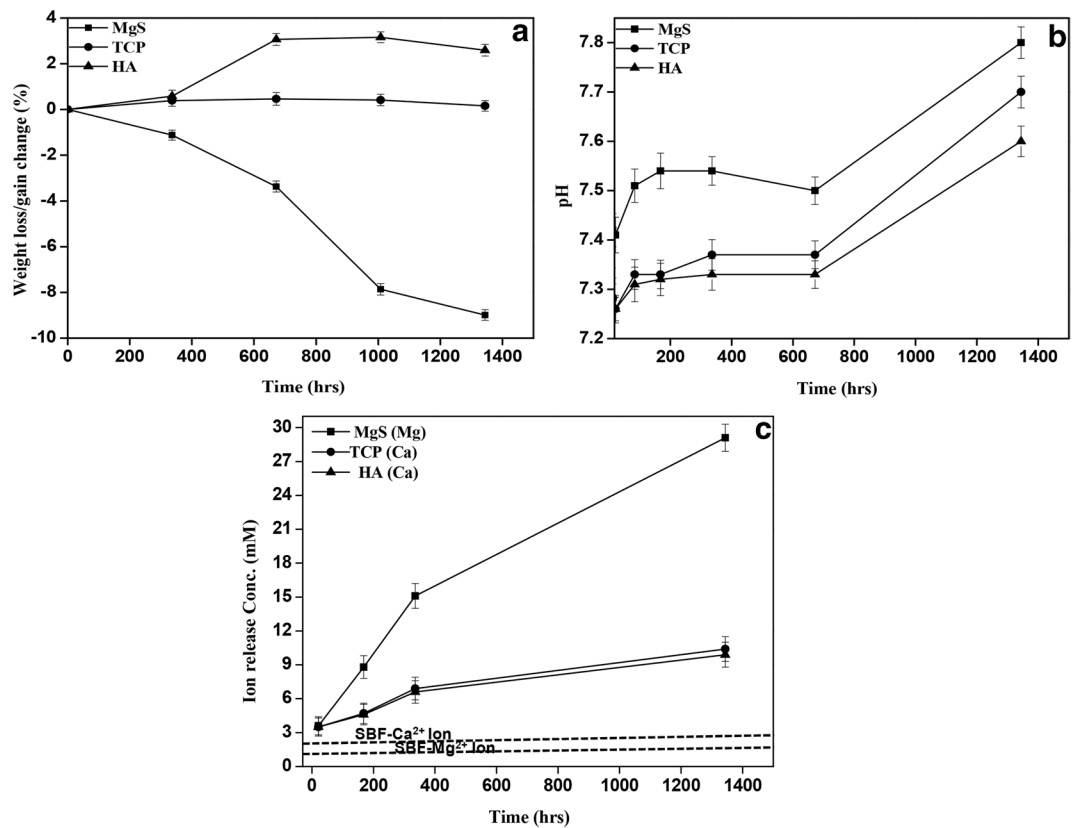 a
MgS
TCP
HA
4
2
0
-2
-4
-6
-8
-10
0 200 400 600 800 1000 1200 1400
Weight loss/gain change (%)
Time (hrs)
b
MgS
TCP
HA
7.8
7.7
7.6
7.5
7.4
7.3
7.2
200 400 600 800 1000 1200 1400
pH
Time (hrs)
c
MgS (Mg)
TCP (Ca)
HA (Ca)
30
27
24
21
18
15
12
9
6
3
0
SBF-Ca²⁺ Ion
SBF-Mg²⁺ Ion
0 200 400 600 800 1000 1200 1400
Ion release Conc. (mM)
Time (hrs)